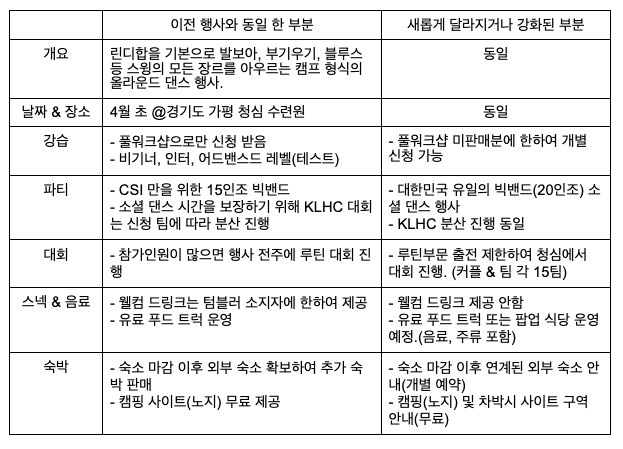 이전 행사와 동일 한 부분
새롭게 달라지거나 강화된 부분
개요
린디합을 기본으로 발보아, 부기우기, 블루스
등 스윙의 모든 장르를 아우르는 캠프 형식의
올라운드 댄스 행사.
동일
날짜 & 장소
4월 초 @경기도 가평 청심 수련원
동일
강습
- 풀워크샵으로만 신청 받음
- 비기너, 인터, 어드밴스드 레벨(테스트)
- 풀워크샵 미판매분에 한하여 개별
신청 가능
파티
- CSI 만을 위한 15인조 빅밴드
- 소셜 댄스 시간을 보장하기 위해 KLHC 대회
는 신청 팀에 따라 분산 진행
- 대한민국 유일의 빅밴드(20인조) 소
셜 댄스 행사
- KLHC 분산 진행 동일
대회
- 참가인원이 많으면 행사 전주에 루틴 대회 진
행
- 루틴부문 출전 제한하여 청심에서
대회 진행. (커플 & 팀 각 15팀)
스넥 & 음료
- 웰컴 드링크는 텀블러 소지자에 한하여 제공
- 유료 푸드 트럭 운영
- 웰컴 드링크 제공 안함
- 유료 푸드 트럭 또는 팝업 식당 운영
예정.(음료, 주류 포함)
숙박
- 숙소 마감 이후 외부 숙소 확보하여 추가 숙
박 판매
- 캠핑 사이트(노지) 무료 제공
- 숙소 마감 이후 연계된 외부 숙소 안
내(개별 예약)
- 캠핑(노지) 및 차박시 사이트 구역
안내(무료)